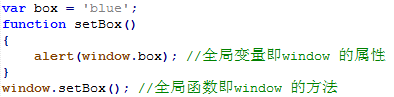 var box = 'blue';
function setBox()
{
    alert(window.box); //全局变量即window 的属性
}
window.setBox(); //全局函数即window 的方法